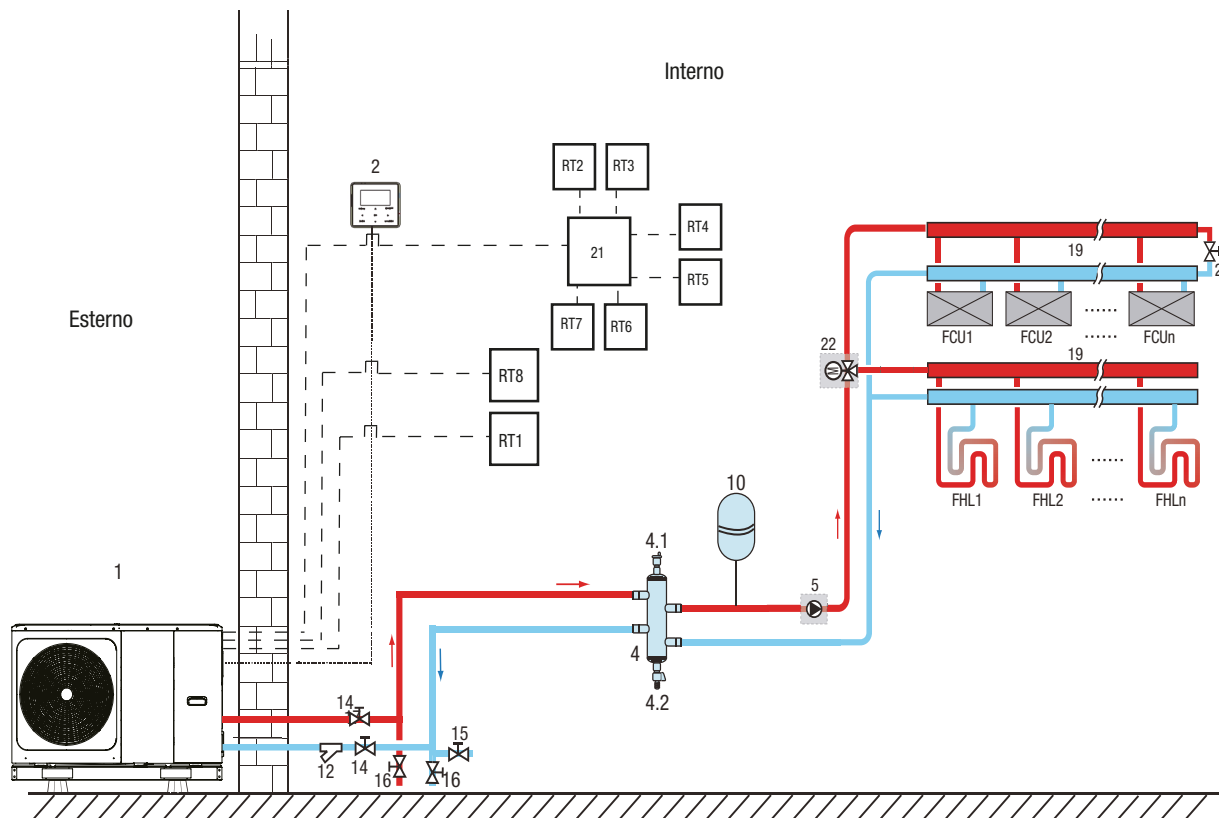 Interno
Esterno
2
RT2
RT3
RT4
21
RT5
RT7
RT6
RT8
RT1
19
FCU1
FCU2
......
......
FCUn
22
19
FHL1
FHL2
......
......
FHLn
10
1
4.1
5
4
4.2
14
15
12
14
16
16